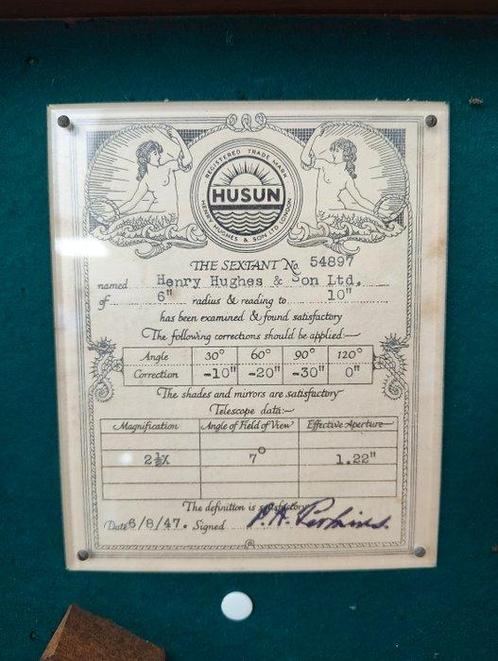 REGISTERED TRADE MARK
HUSUN
HENRY HUGHES & SON LTD LONDON
THE SEXTANT No. 54897
named Henry Hughes & Son Ltd.
of 6" radius & reading to 10"
has been examined & found satisfactory
The following corrections should be applied:—
Angle 30° 60° 90° 120°
Correction -10" -20" -30" 0"
The shades and mirrors are satisfactory
Telescope data:—
Magnification Angle of Field of View Effective Aperture
2½X 7° 1.22"
The definition is satisfactory
Date 6/8/47. Signed P.A. Perkins.